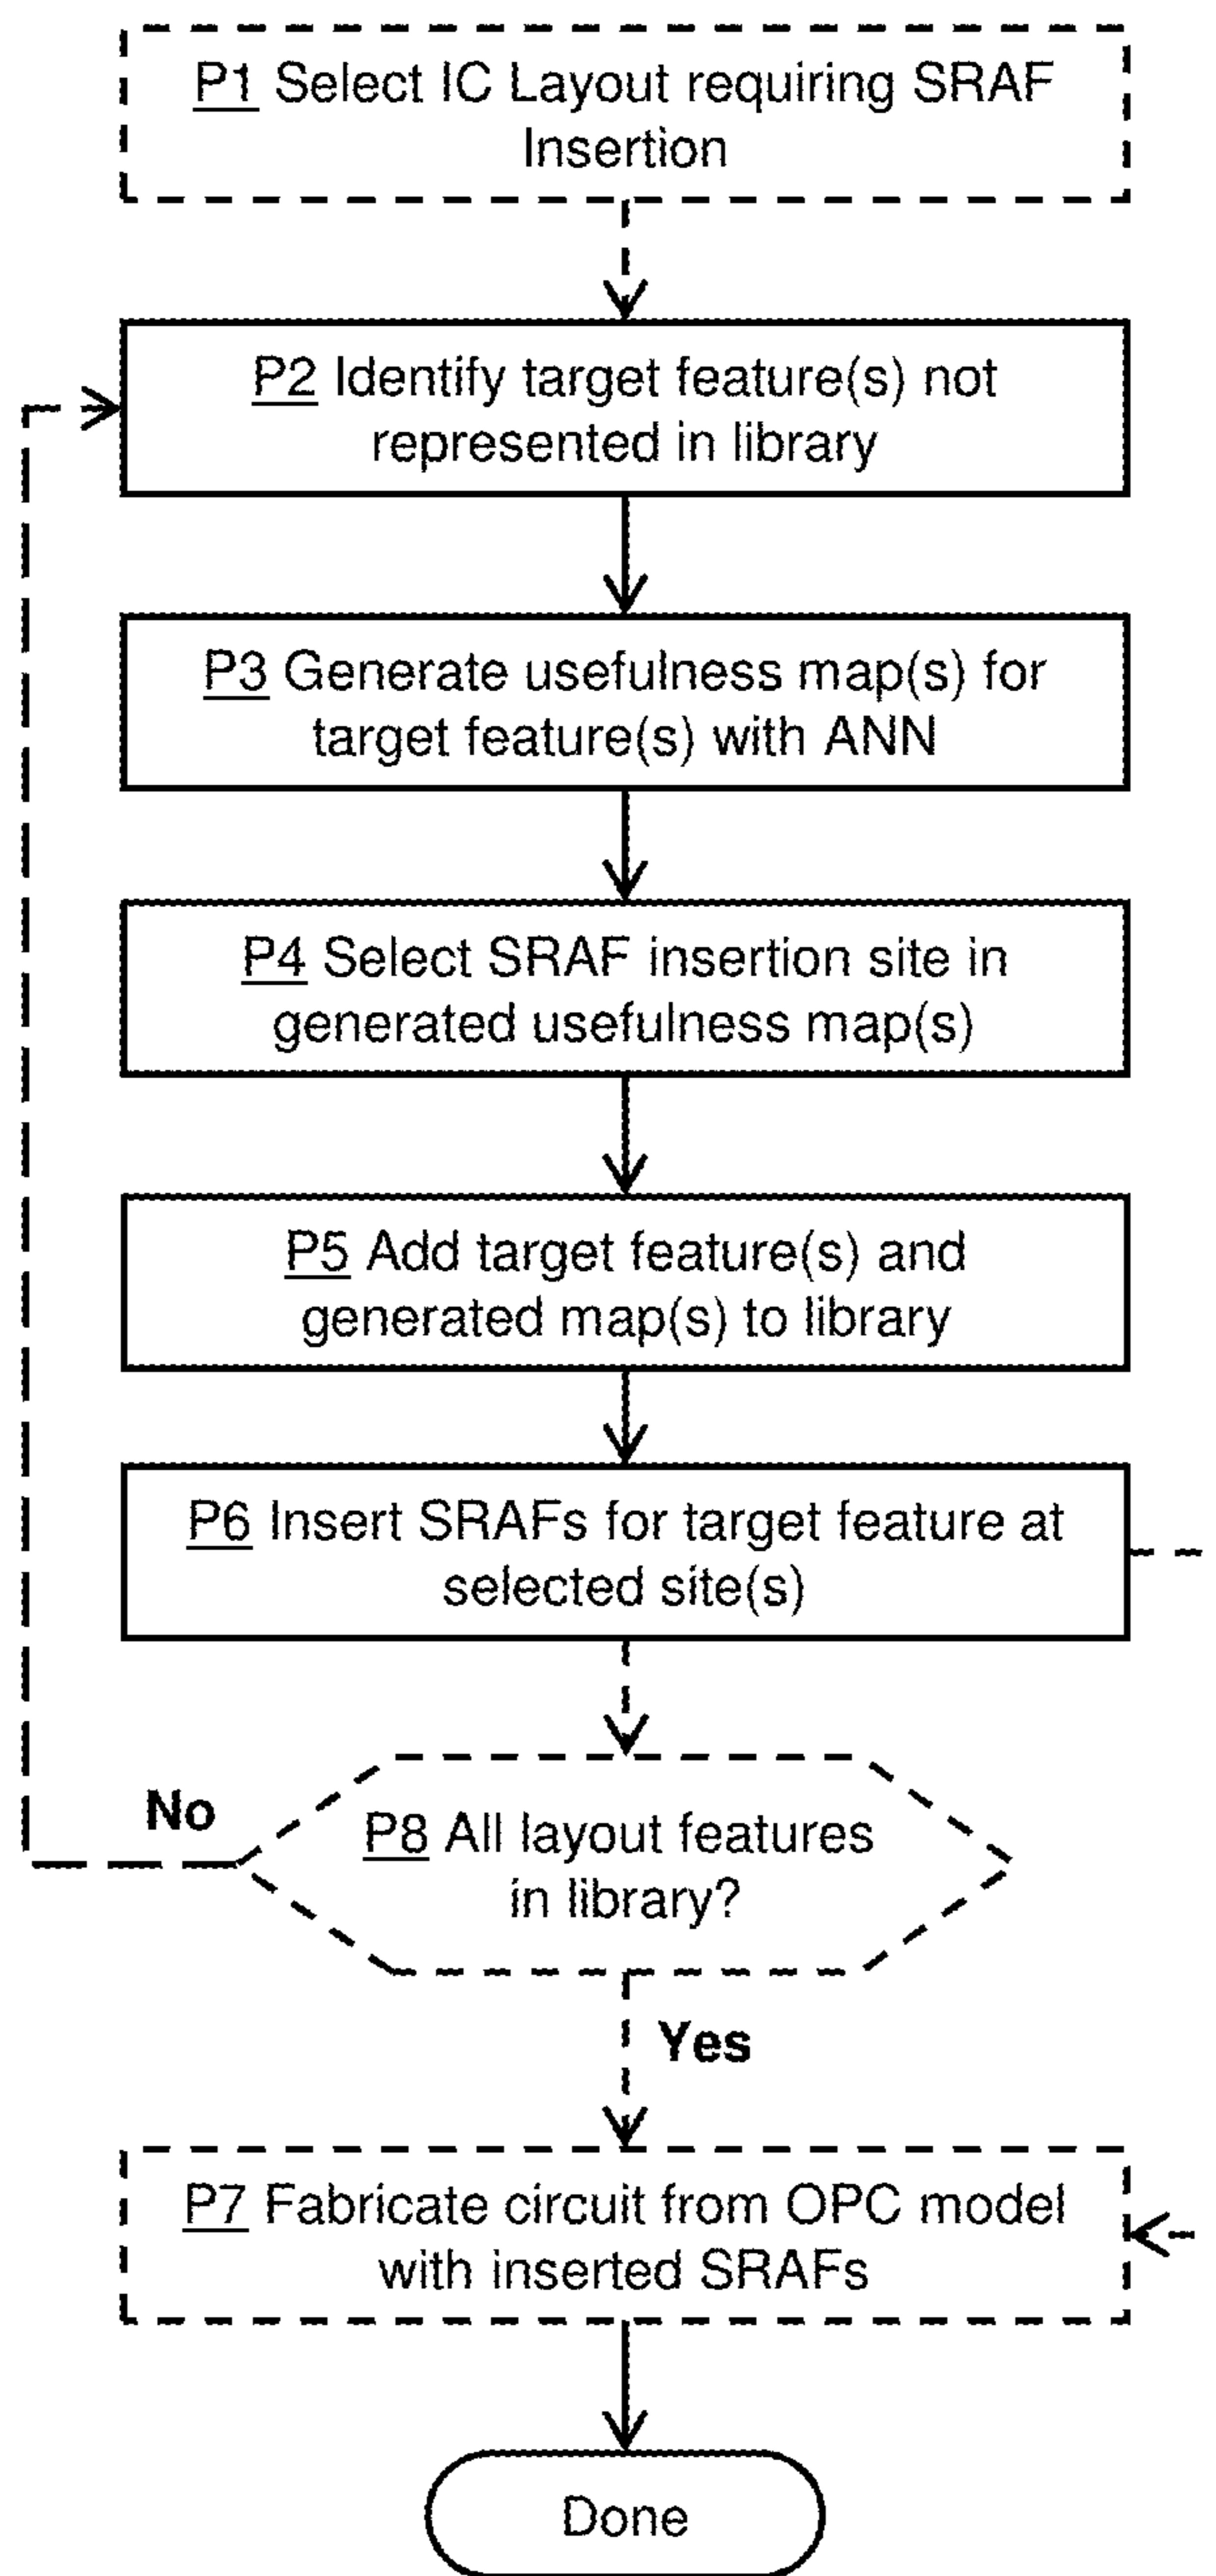 P1 Select IC Layout requiring SRAF
Insertion
P2 Identify target feature(s) not
represented in library
P3 Generate usefulness map(s) for
target feature(s) with ANN
P4 Select SRAF insertion site in
generated usefulness map(s)
P5 Add target feature(s) and
generated map(s) to library
P6 Insert SRAFs for target feature at
selected site(s)
No
P8 All layout features
in library?
Yes
P7 Fabricate circuit from OPC model
with inserted SRAFs
Done